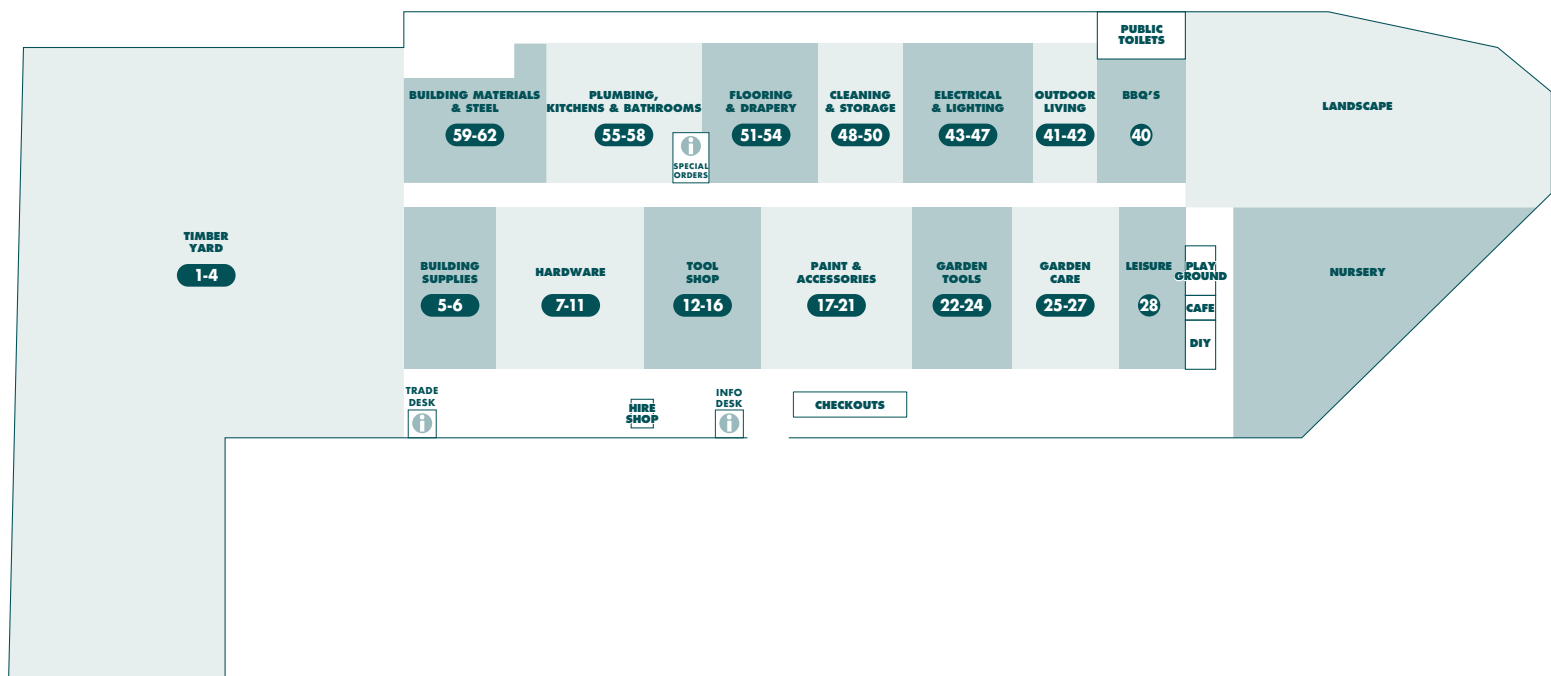 PUBLIC
TOILETS
BUILDING MATERIALS
& STEEL
59-62
PLUMBING,
KITCHENS & BATHROOMS
55-58
SPECIAL
ORDERS
FLOORING
& DRAPERY
51-54
CLEANING
& STORAGE
48-50
ELECTRICAL
& LIGHTING
43-47
OUTDOOR
LIVING
41-42
BBQ'S
40
LANDSCAPE
TIMBER
YARD
1-4
BUILDING
SUPPLIES
5-6
HARDWARE
7-11
TOOL
SHOP
12-16
PAINT &
ACCESSORIES
17-21
GARDEN
TOOLS
22-24
GARDEN
CARE
25-27
LEISURE
28
PLAY
GROUND
CAFE
DIY
NURSERY
TRADE
DESK
HIRE
SHOP
INFO
DESK
CHECKOUTS